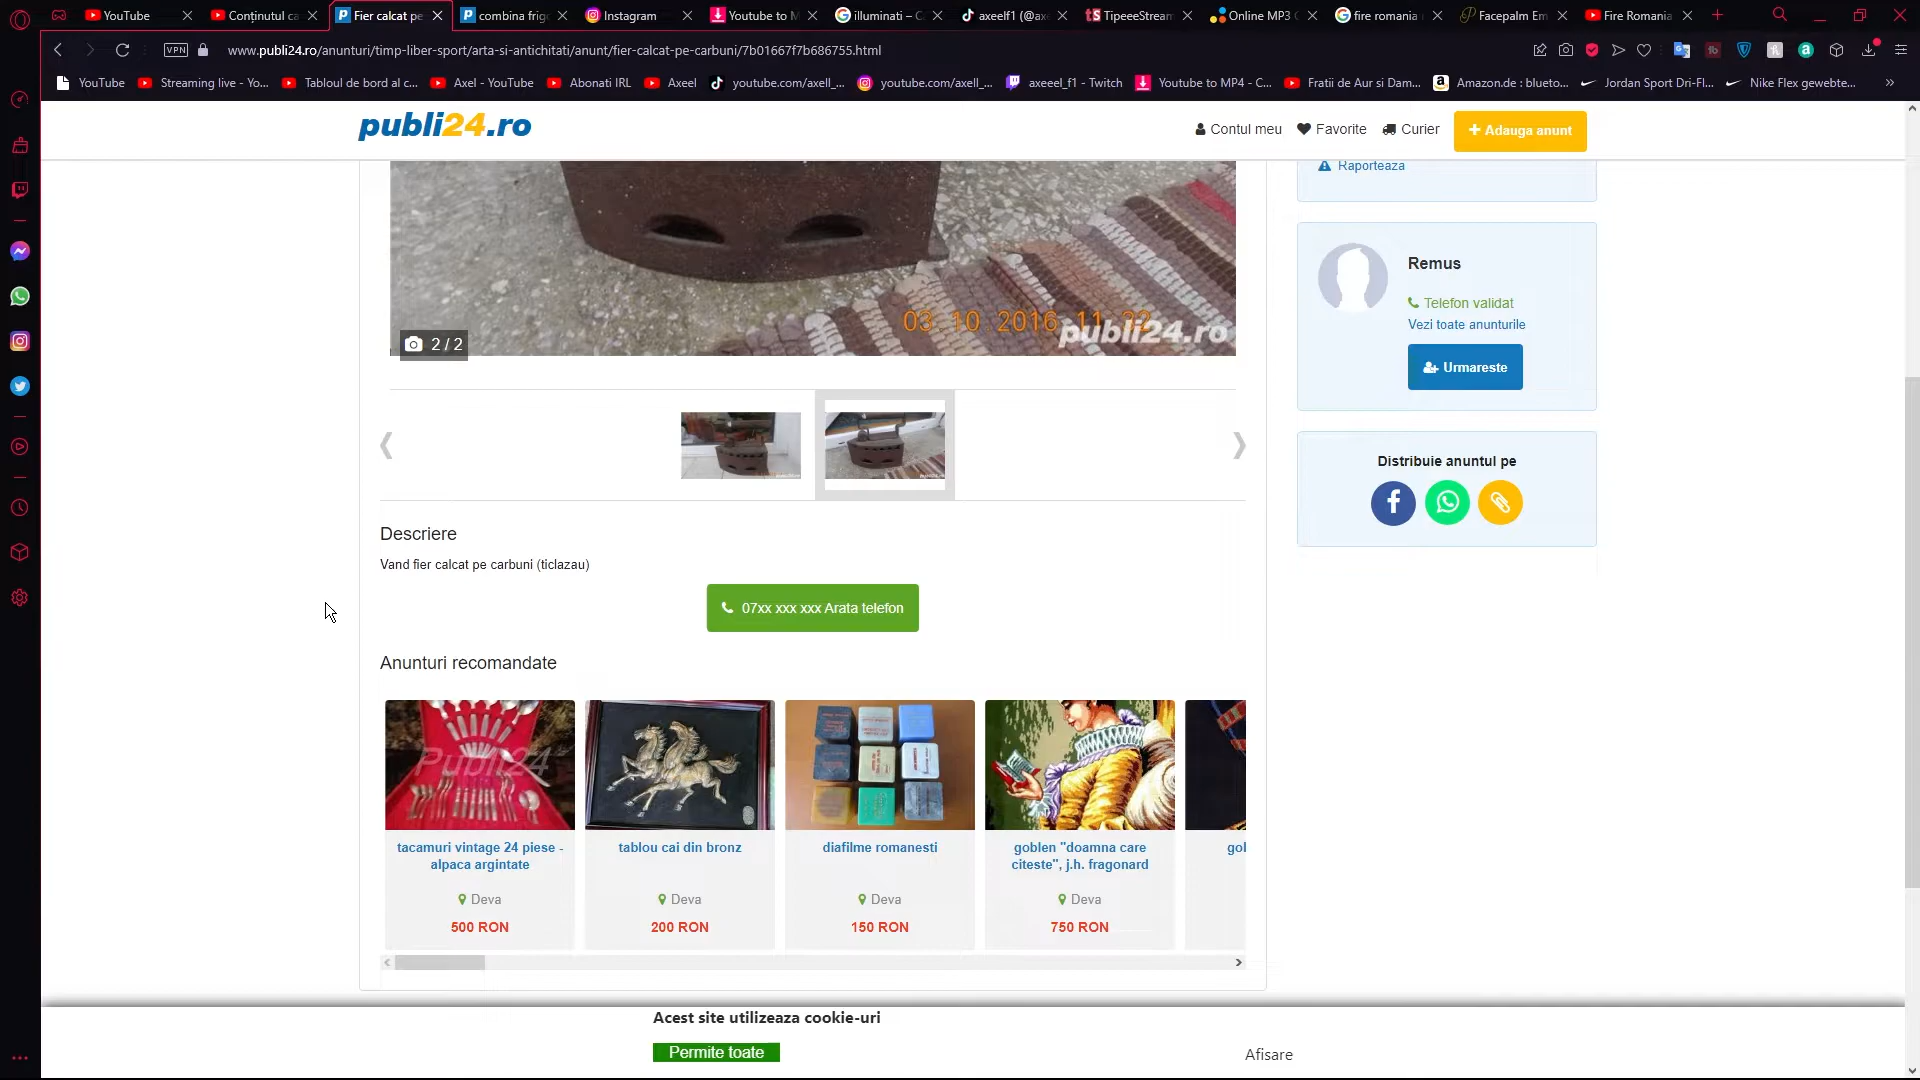 YouTube
Conținutul ca
Fier calcat pe
combina frig
Instagram
Youtube to M
illuminati – C
axeelf1 (@ax
TipeeeStream
Online MP3 C
fire romania
Facepalm Em
Fire Romania
VPN
www.publi24.ro/anunturi/timp-liber-sport/arta-si-antichitati/anunt/fier-calcat-pe-carbuni/7b01667f7b686755.html
YouTube
Streaming live - Yo...
Tabloul de bord al c...
Axel - YouTube
Abonati IRL
Axeel
youtube.com/axell_...
youtube.com/axell_...
axeeel_f1 - Twitch
Youtube to MP4 - C...
Fratii de Aur si Dam...
Amazon.de : blueto...
Jordan Sport Dri-Fl...
Nike Flex gewebte...
publi24.ro
Contul meu
Favorite
Curier
+ Adauga anunt
Raporteaza
Remus
Telefon validat
Vezi toate anunturile
Urmareste
03.10.2016 11:32
publi24.ro
2 / 2
Distribuie anuntul pe
Descriere
Vand fier calcat pe carbuni (ticlazau)
07xx xxx xxx Arata telefon
Anunturi recomandate
Publi24
tacamuri vintage 24 piese -
alpaca argintate
Deva
500 RON
tablou cai din bronz
Deva
200 RON
diafilme romanesti
Deva
150 RON
goblen "doamna care
citeste", j.h. fragonard
Deva
750 RON
gol
Acest site utilizeaza cookie-uri
Permite toate
Afisare